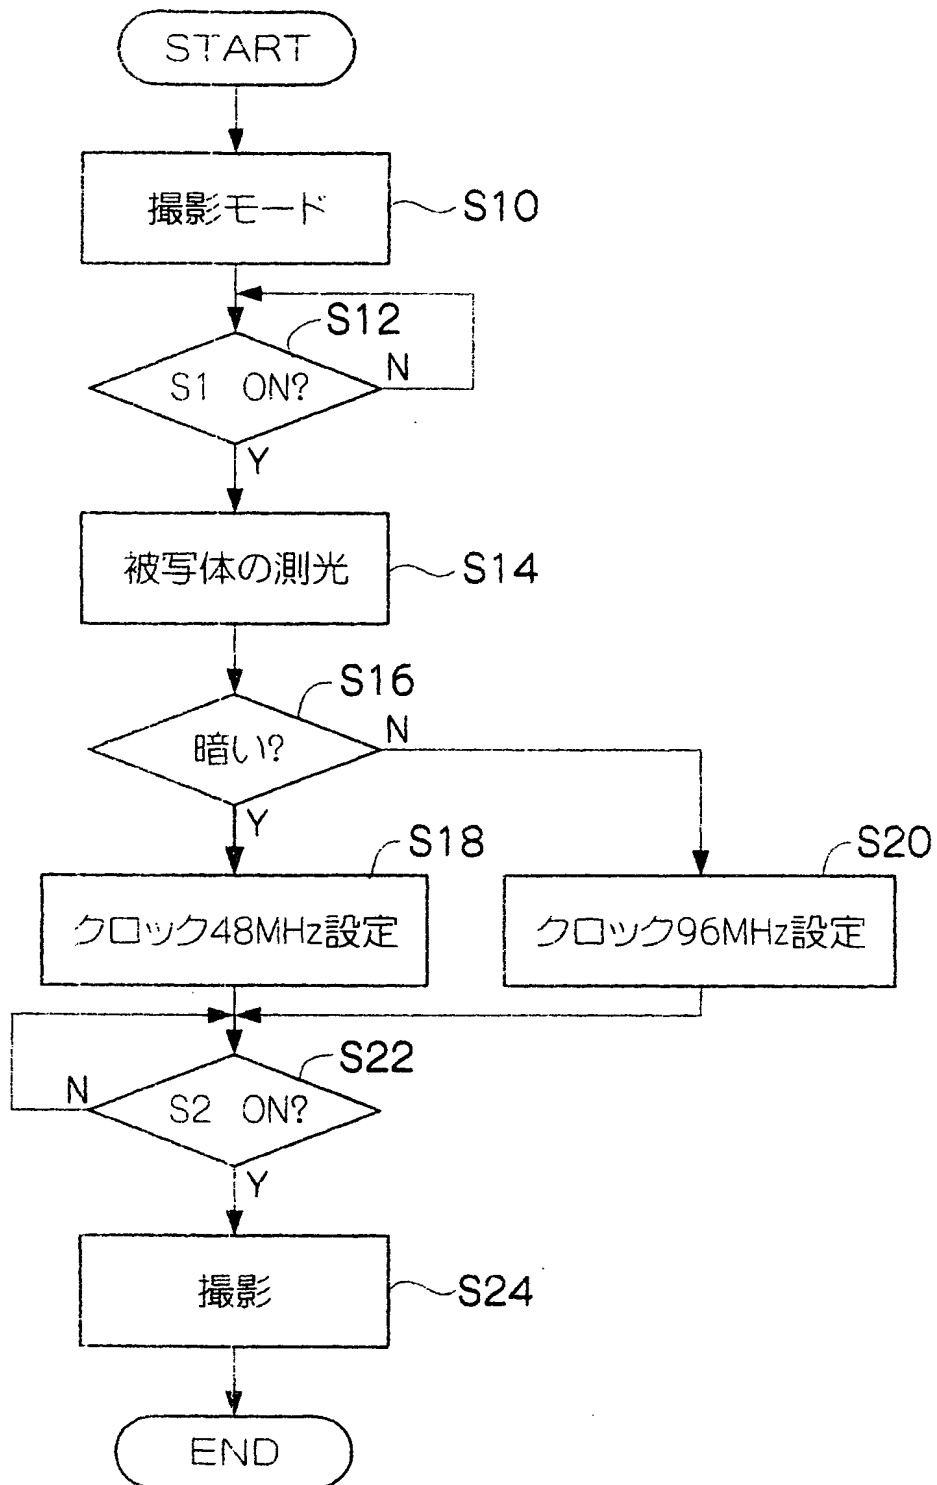 START
撮影モード
S10
S12
S1 ON?
N
Y
被写体の測光
S14
S16
暗い?
N
Y
S18
クロック48MHz設定
S20
クロック96MHz設定
S22
S2 ON?
N
Y
撮影
S24
END